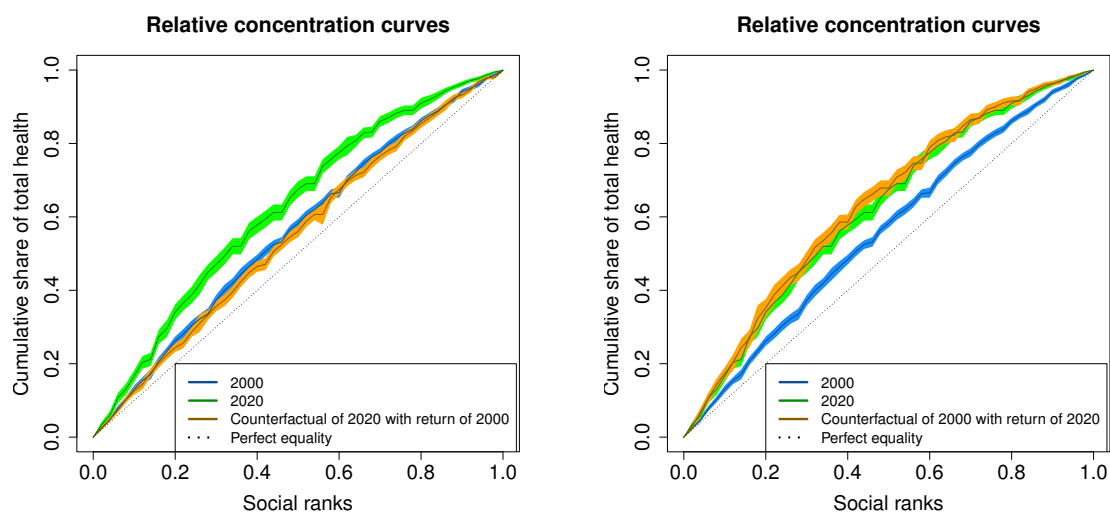 Relative concentration curves
Cumulative share of total health
1.0
0.8
0.6
0.4
0.2
0.0
2000
2020
Counterfactual of 2020 with return of 2000
Perfect equality
0.0 0.2 0.4 0.6 0.8 1.0
Social ranks
Relative concentration curves
Cumulative share of total health
1.0
0.8
0.6
0.4
0.2
0.0
2000
2020
Counterfactual of 2000 with return of 2020
Perfect equality
0.0 0.2 0.4 0.6 0.8 1.0
Social ranks